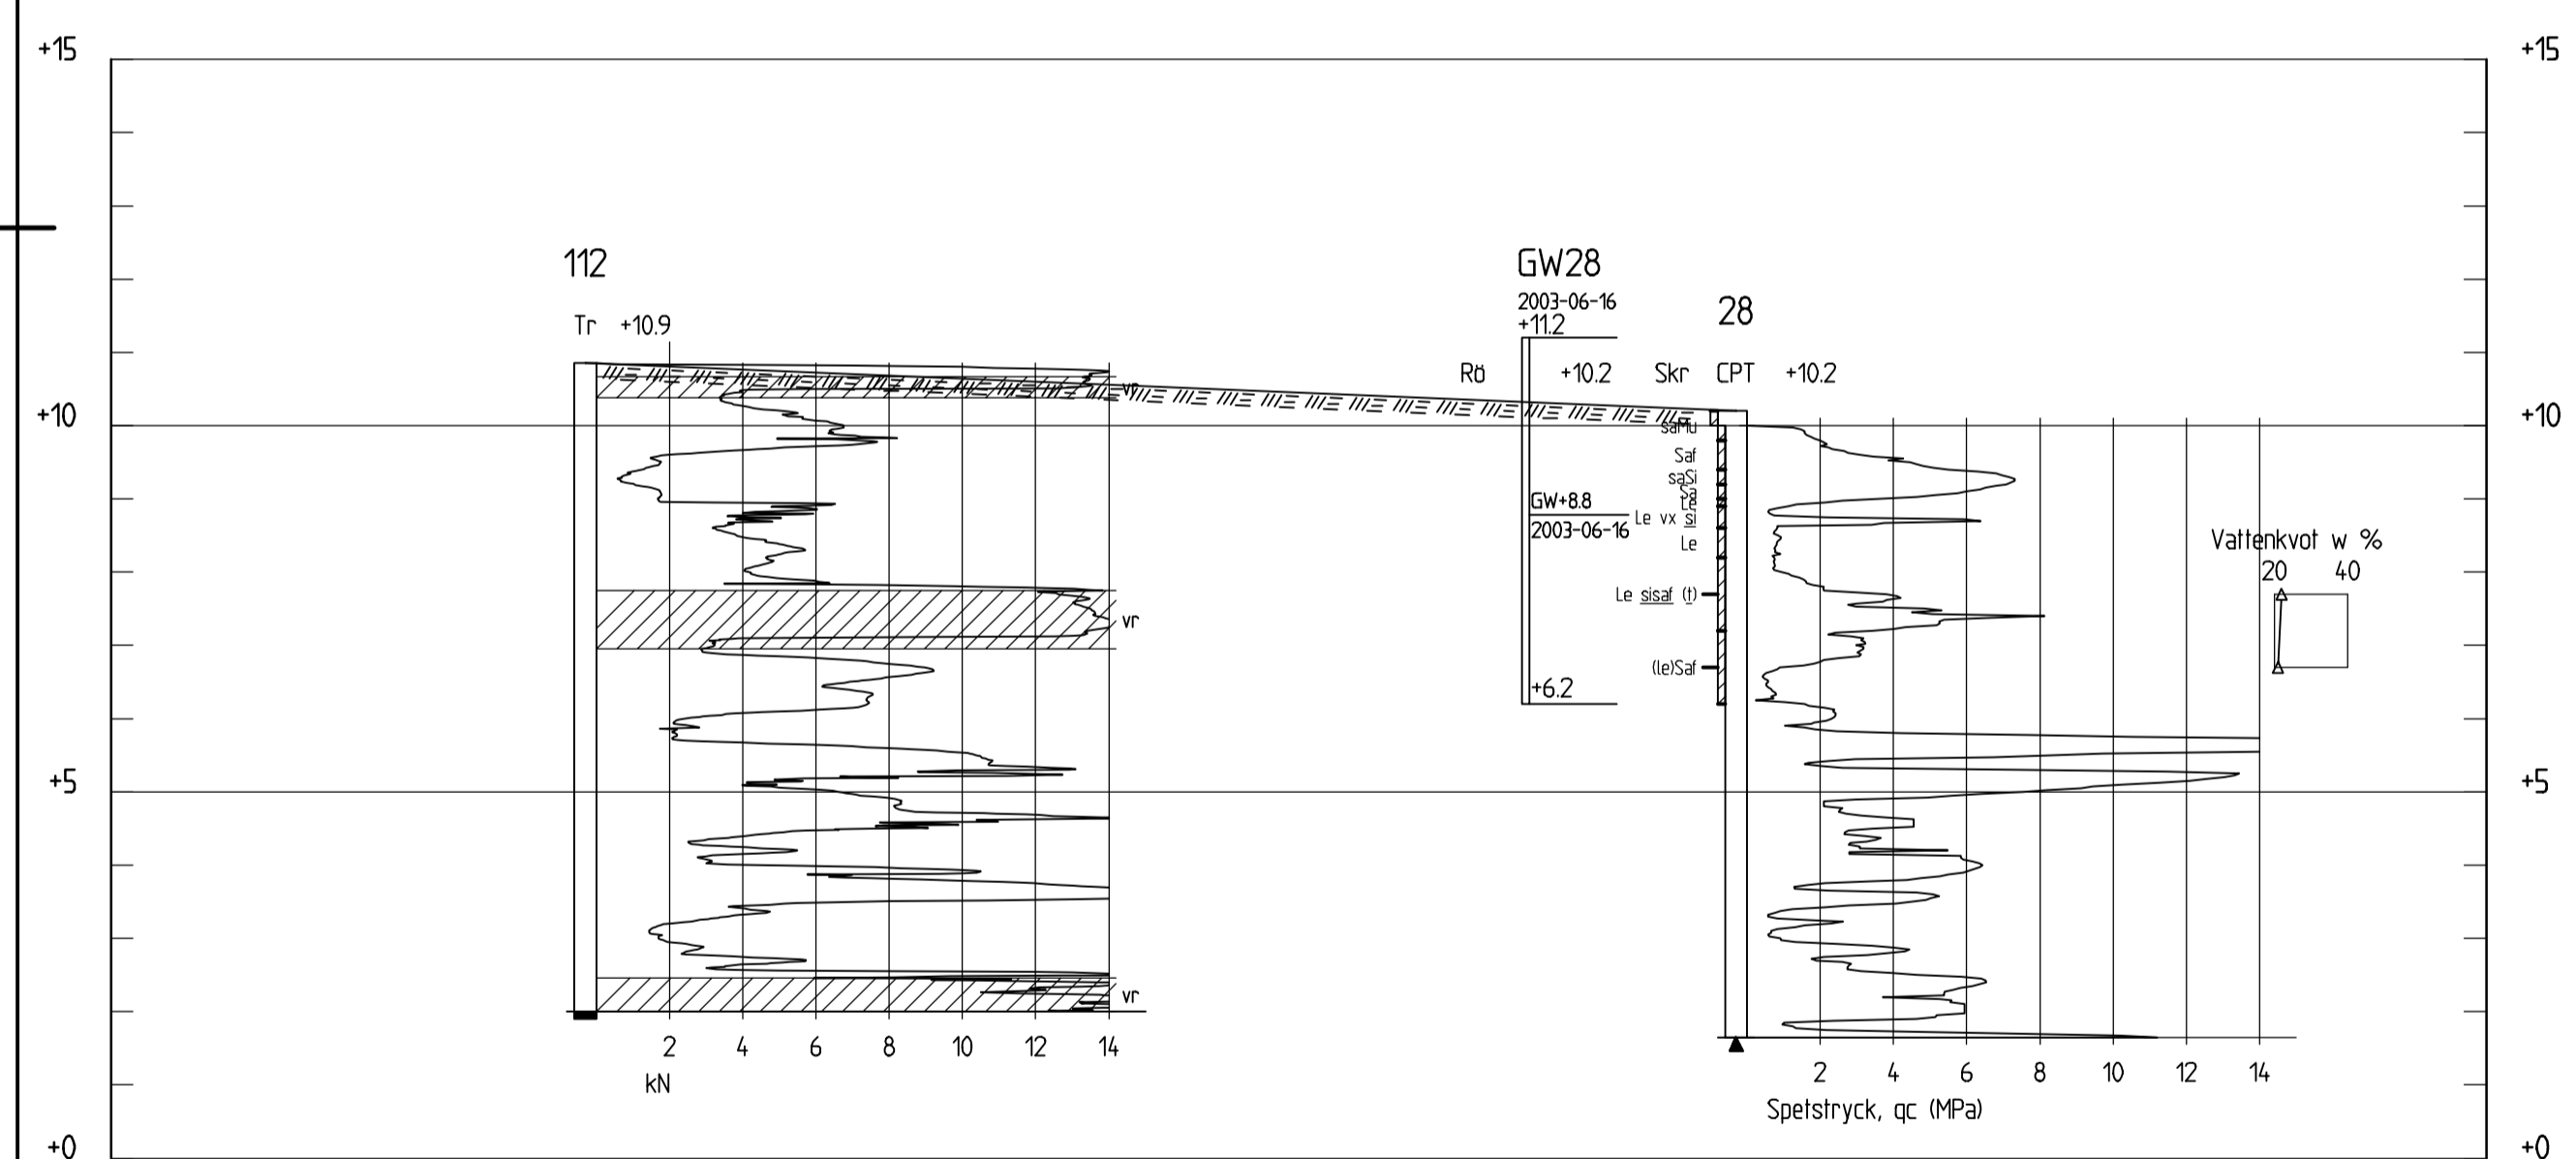 +15 +15
112
GW28
2003-06-16
+11.2
28
Tr +10.9
Rö +10.2 Skr CPT +10.2
vr
+10 +10
saMu
Saf
saSi
Sa
Le
GW+8.8
Le vx si
2003-06-16
Le
Vattenkvot w %
20 40
Le sisaf (t)
vr
(le)Saf
+6.2
+5 +5
vr
2 4 6 8 10 12 14
kN
2 4 6 8 10 12 14
Spetstryck, qc (MPa)
+0 +0